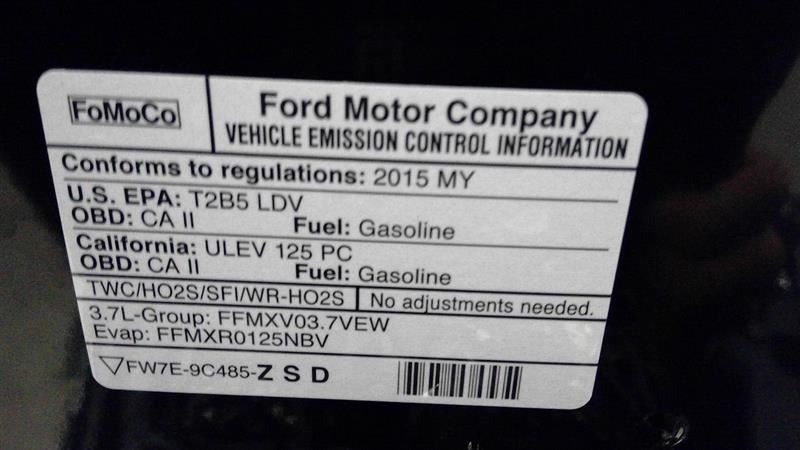 FoMoCo
Ford Motor Company
VEHICLE EMISSION CONTROL INFORMATION
Conforms to regulations: 2015 MY
U.S. EPA: T2B5 LDV
OBD: CA II Fuel: Gasoline
California: ULEV 125 PC
OBD: CA II Fuel: Gasoline
TWC/HO2S/SFI/WR-HO2S No adjustments needed.
3.7L-Group: FFMXV03.7VEW
Evap: FFMXR0125NBV
FW7E-9C485-Z S D